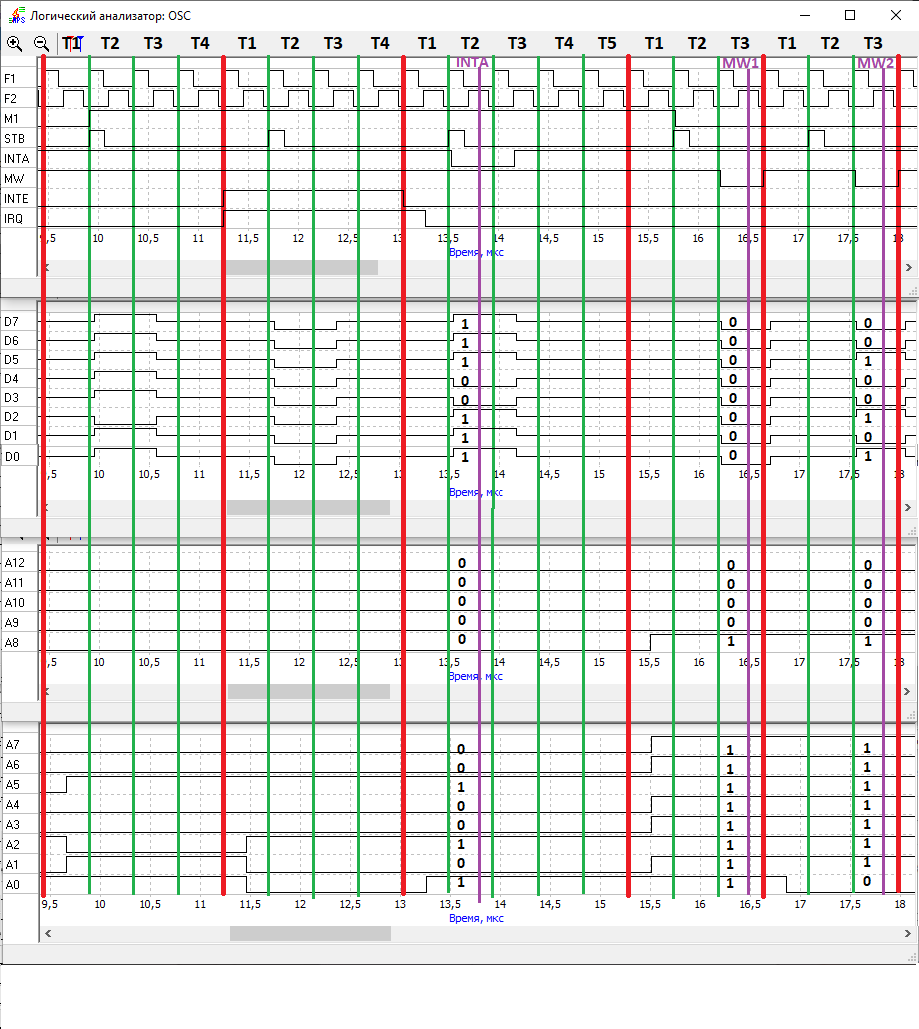 Логический анализатор: OSC
T1 T2 T3 T4 T1 T2 T3 T4 T1 T2 T3 T4 T5 T1 T2 T3 T1 T2 T3
INTA MW1 MW2
F1
F2
M1
STB
INTA
MW
INTE
IRQ
,5 10 10,5 11 11,5 12 12,5 13 13,5 14 14,5 15 15,5 16 16,5 17 17,5 18
Время, мкс
D7 1 0 0
D6 1 0 0
D5 1 0 1
D4 0 0 0
D3 0 0 0
D2 1 0 1
D1 1 0 0
D0 1 0 1
,5 10 10,5 11 11,5 12 12,5 13 13,5 14 14,5 15 15,5 16 16,5 17 17,5 18
Время, мкс
A12 0 0 0
A11 0 0 0
A10 0 0 0
A9 0 0 0
A8 0 1 1
,5 10 10,5 11 11,5 12 12,5 13 13,5 14 14,5 15 15,5 16 16,5 17 17,5 18
Время, мкс
A7 0 1 1
A6 0 1 1
A5 1 1 1
A4 0 1 1
A3 0 1 1
A2 1 1 1
A1 0 1 1
A0 1 1 0
9,5 10 10,5 11 11,5 12 12,5 13 13,5 14 14,5 15 15,5 16 16,5 17 17,5 18
Время, мкс